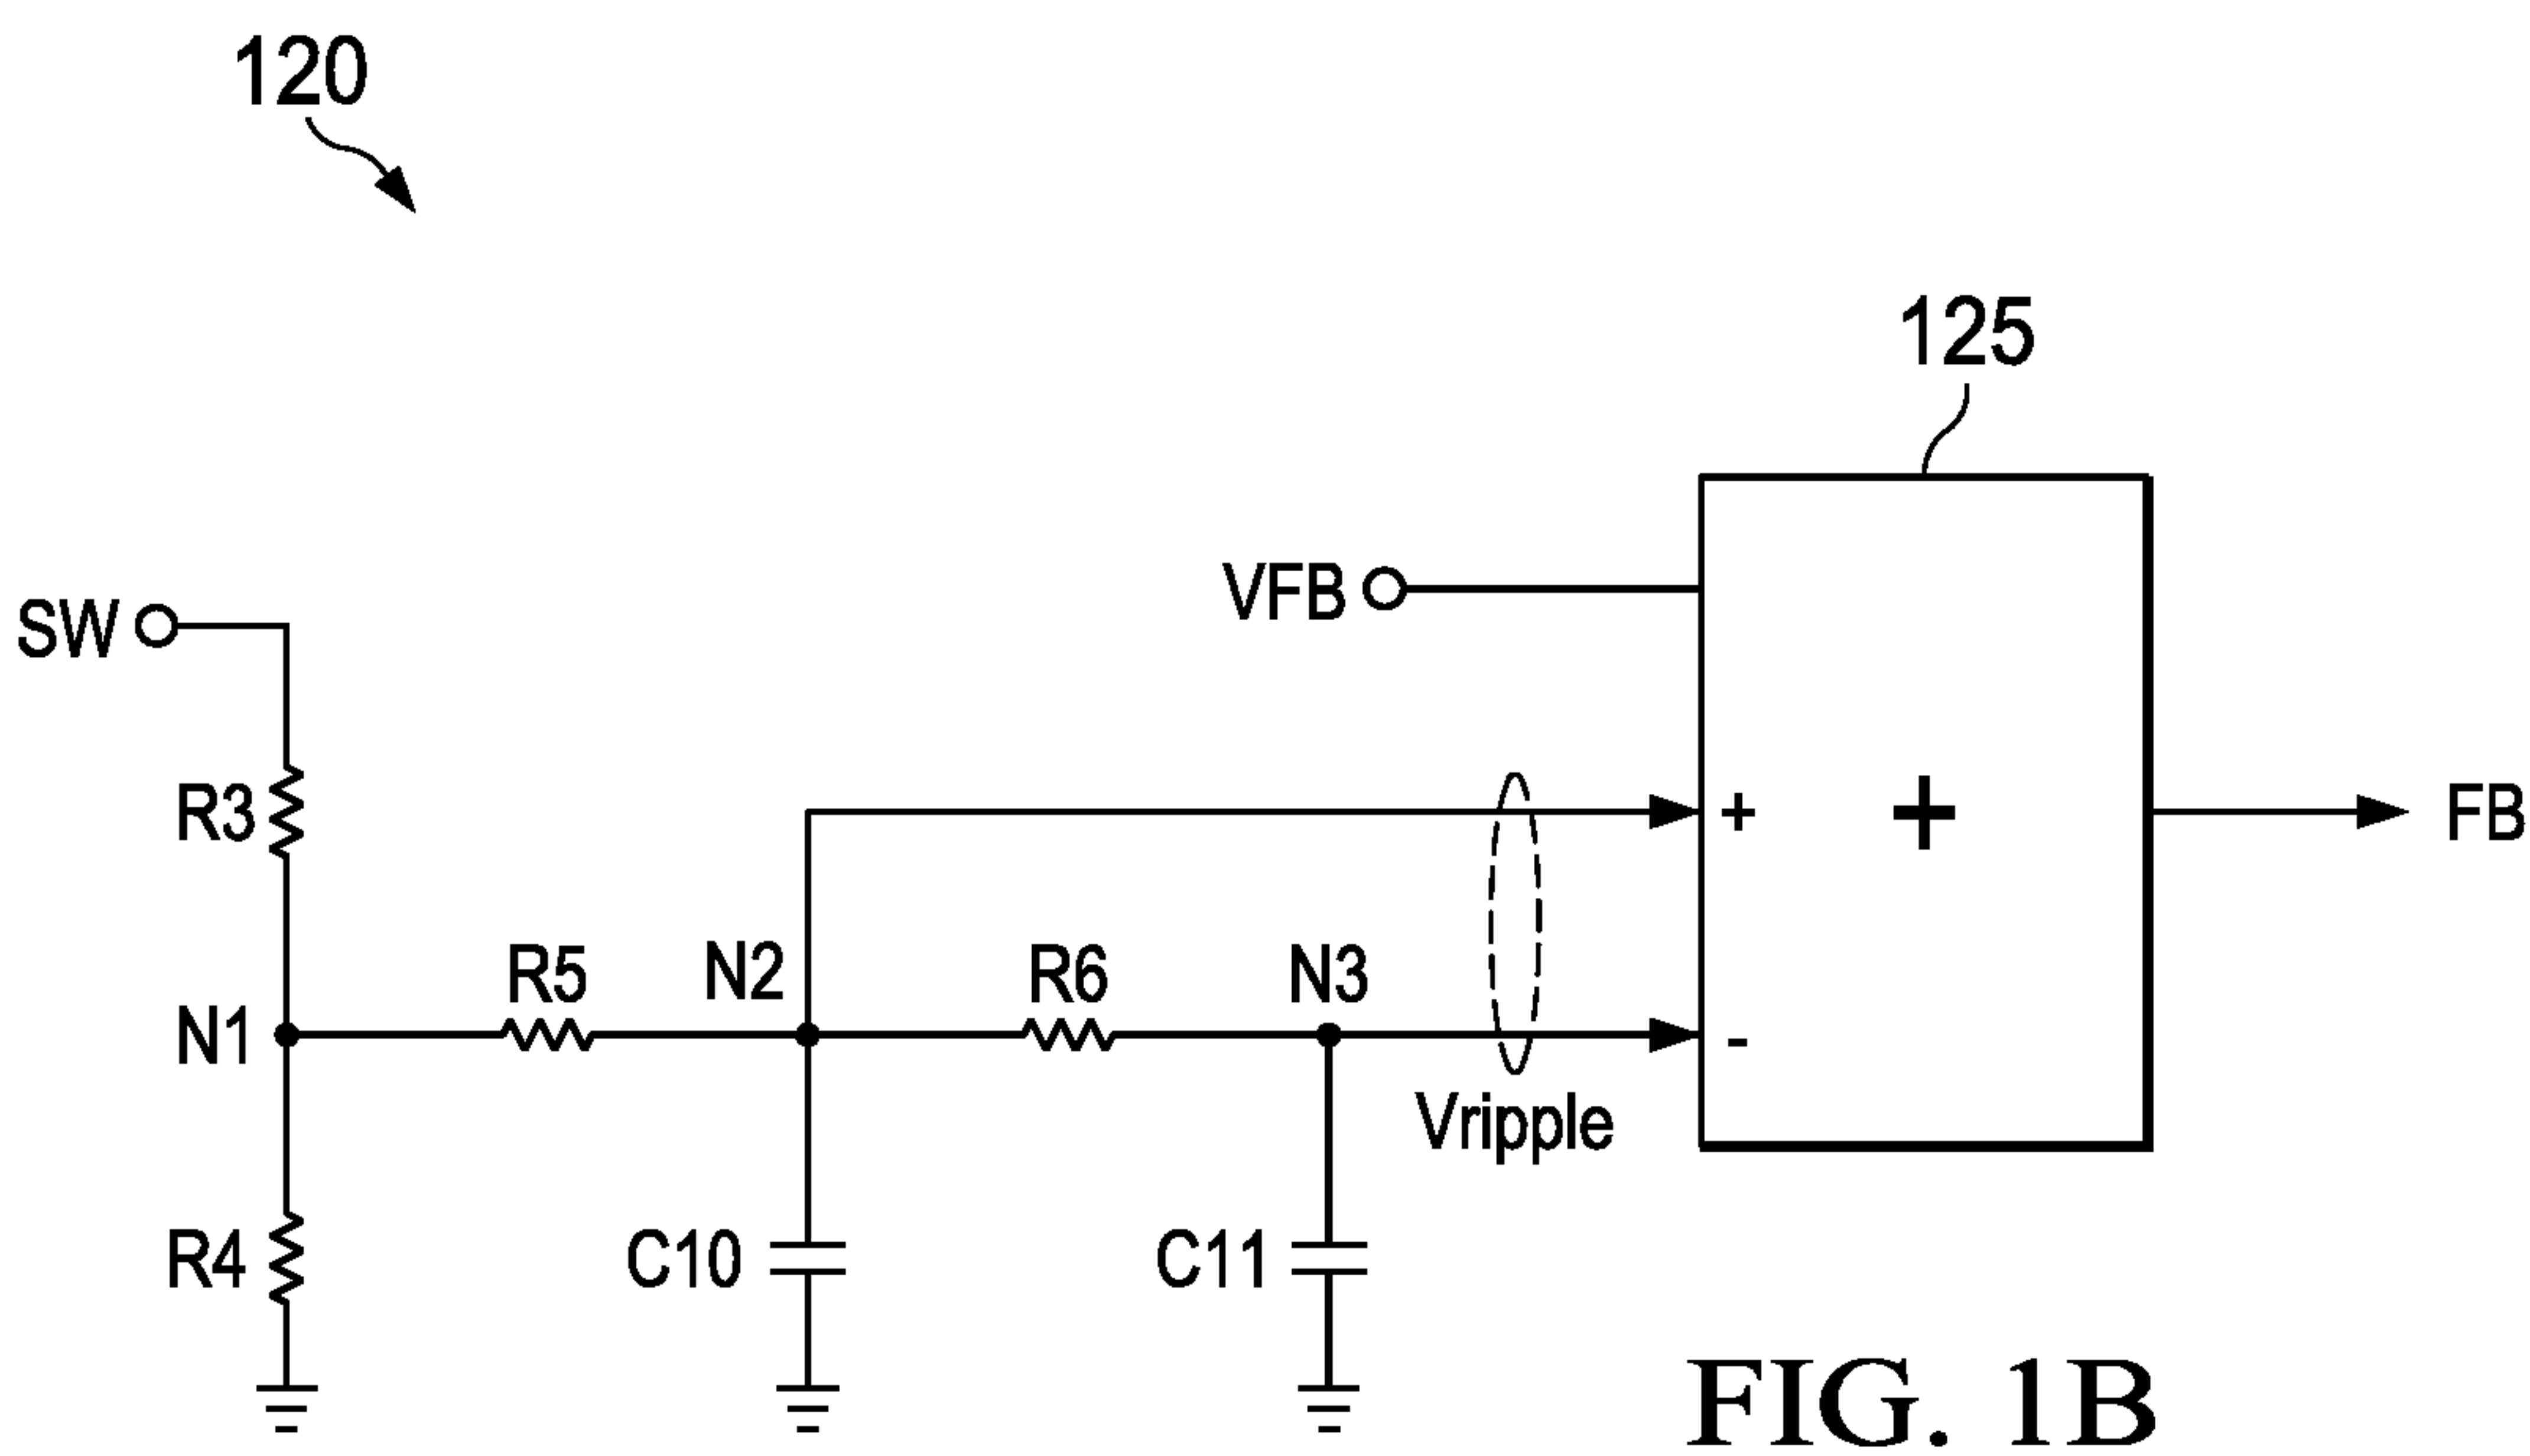 120
125
VFB
SW
R3
+
+
FB
N1
R5
N2
R6
N3
-
Vripple
R4
C10
C11
FIG. 1B